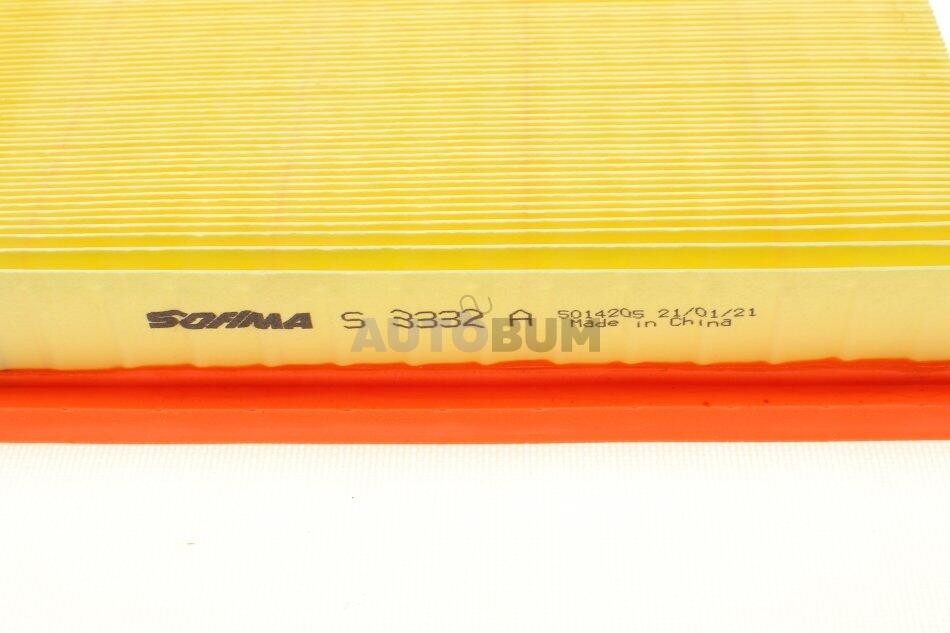 SOFIMA S 3332 A 5014205 21/01/21
Made in China
AUTOBUM